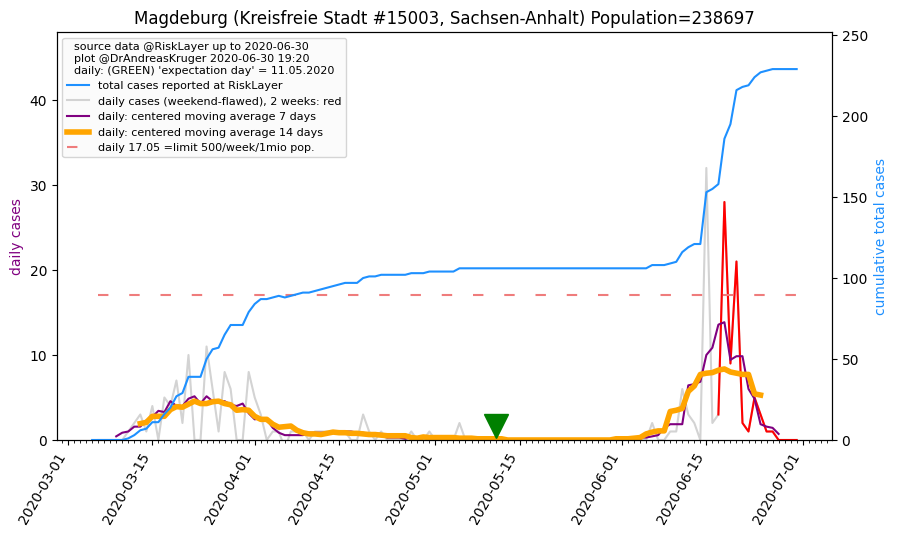 Magdeburg (Kreisfreie Stadt #15003, Sachsen-Anhalt) Population=238697
source data @RiskLayer up to 2020-06-30
plot @DrAndreasKruger 2020-06-30 19:20
daily: (GREEN) 'expectation day' = 11.05.2020
total cases reported at RiskLayer
daily cases (weekend-flawed), 2 weeks: red
daily: centered moving average 7 days
daily: centered moving average 14 days
daily 17.05 =limit 500/week/1mio pop.
daily cases
40
30
20
10
0
cumulative total cases
250
200
150
100
50
0
2020-03-01
2020-03-15
2020-04-01
2020-04-15
2020-05-01
2020-05-15
2020-06-01
2020-06-15
2020-07-01